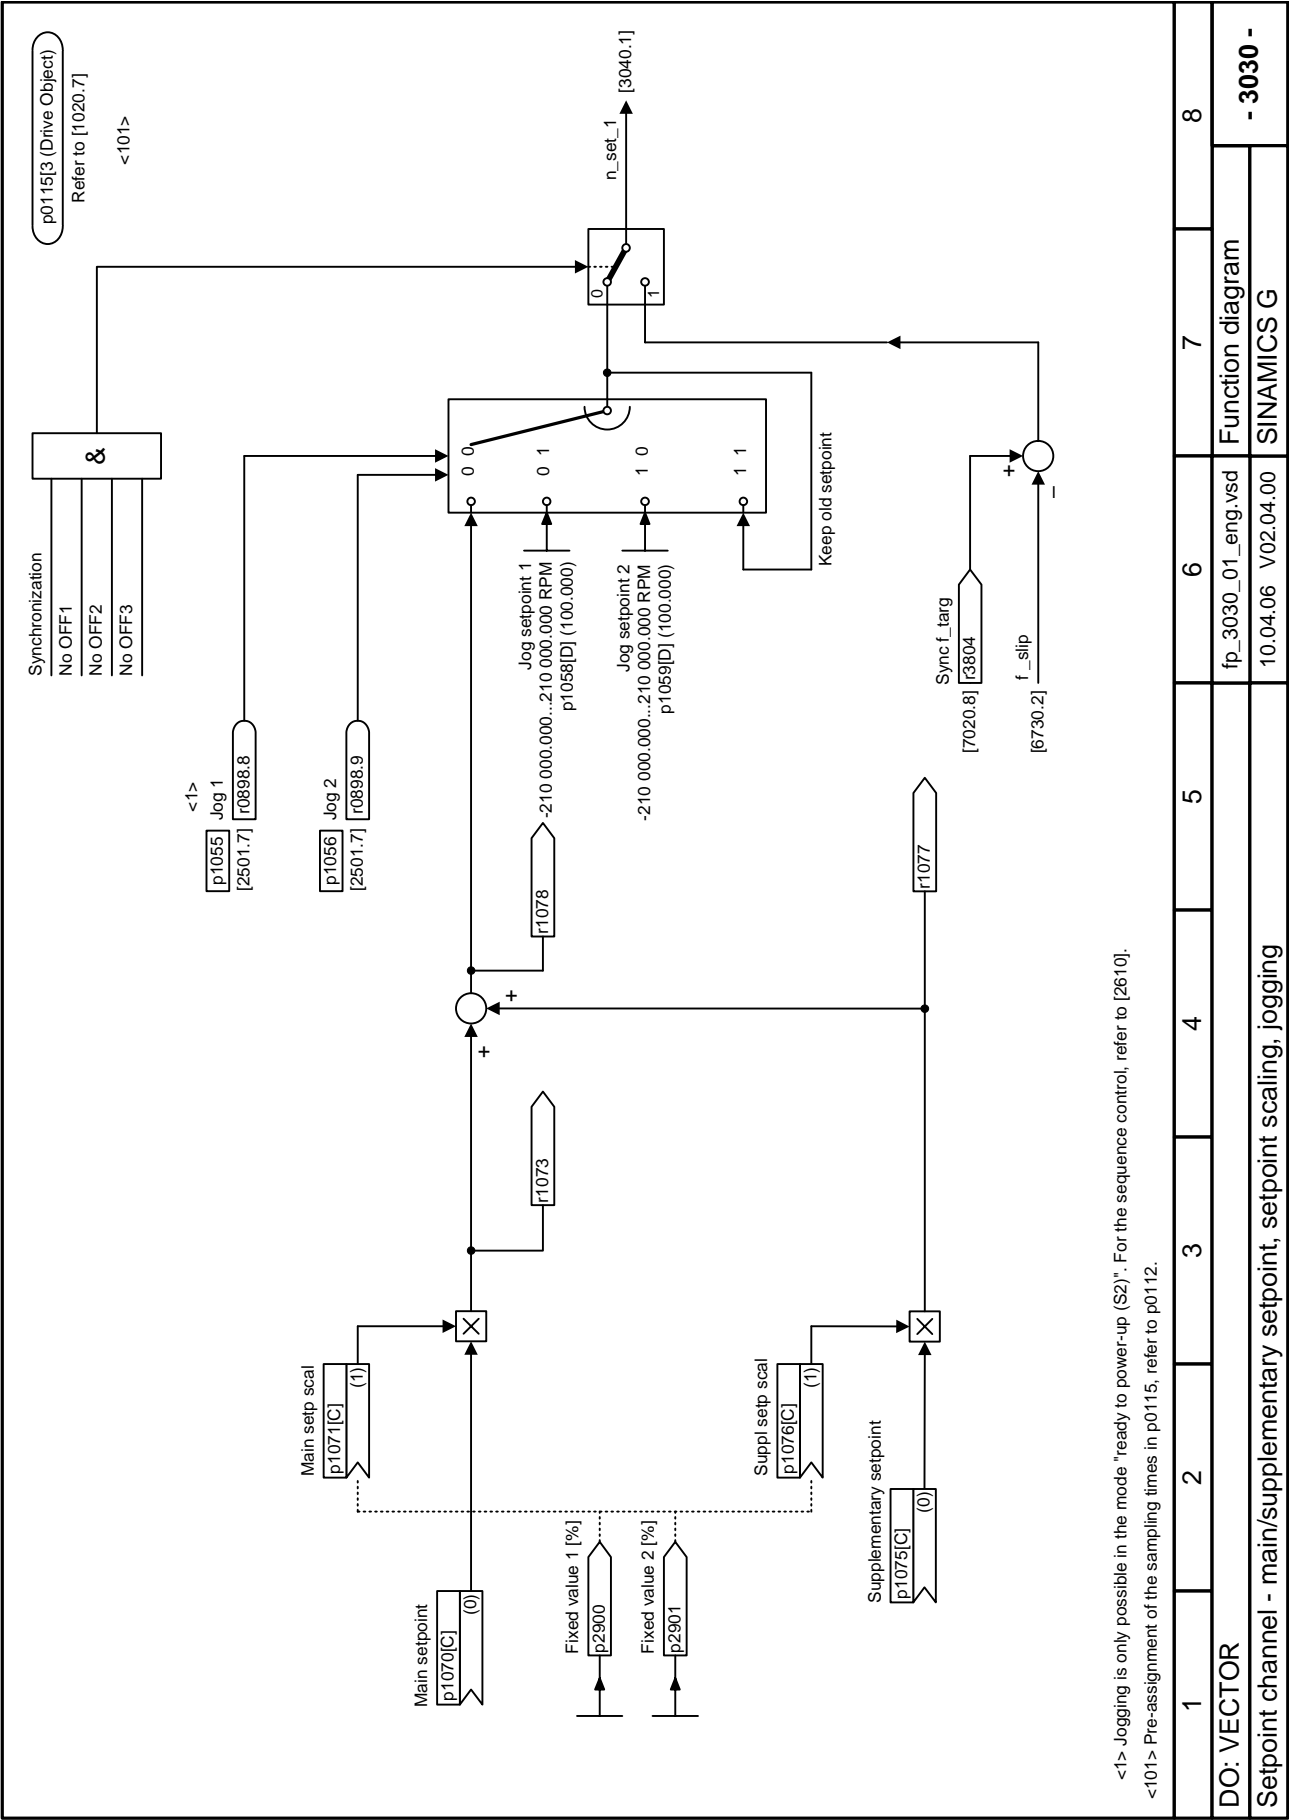 p0115[3 (Drive Object)
Refer to [1020.7]
<101>
Synchronization
No OFF1
No OFF2
No OFF3
&
<1>
p1055 Jog 1
[2501.7] r0898.8
p1056 Jog 2
[2501.7] r0898.9
Main setp scal
p1071[C]
(1)
Main setpoint
p1070[C]
(0)
+
+
r1073
r1078
0 0
0 1
1 0
1 1
Jog setpoint 1
-210 000.000...210 000.000 RPM
p1058[D] (100.000)
Jog setpoint 2
-210 000.000...210 000.000 RPM
p1059[D] (100.000)
Keep old setpoint
0
1
n_set_1
[3040.1]
Fixed value 1 [%]
p2900
Fixed value 2 [%]
p2901
Suppl setp scal
p1076[C]
(1)
Supplementary setpoint
p1075[C]
(0)
r1077
Sync f_targ
[7020.8] r3804
f_slip
[6730.2]
+
–
<1> Jogging is only possible in the mode "ready to power-up (S2)". For the sequence control, refer to [2610].
<101> Pre-assignment of the sampling times in p0115, refer to p0112.
1 2 3 4 5 6 7 8
DO: VECTOR
fp_3030_01_eng.vsd
Function diagram
- 3030 -
Setpoint channel - main/supplementary setpoint, setpoint scaling, jogging
10.04.06 V02.04.00
SINAMICS G